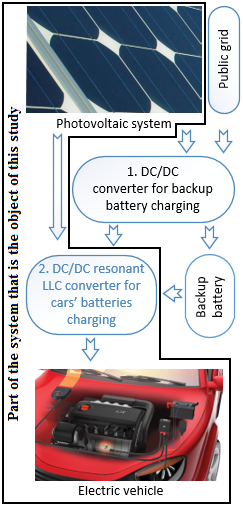 Part of the system that is the object of this study
Public grid
Photovoltaic system
1. DC/DC
converter for backup
battery charging
2. DC/DC resonant
LLC converter for
cars’ batteries
charging
Backup
battery
Electric vehicle